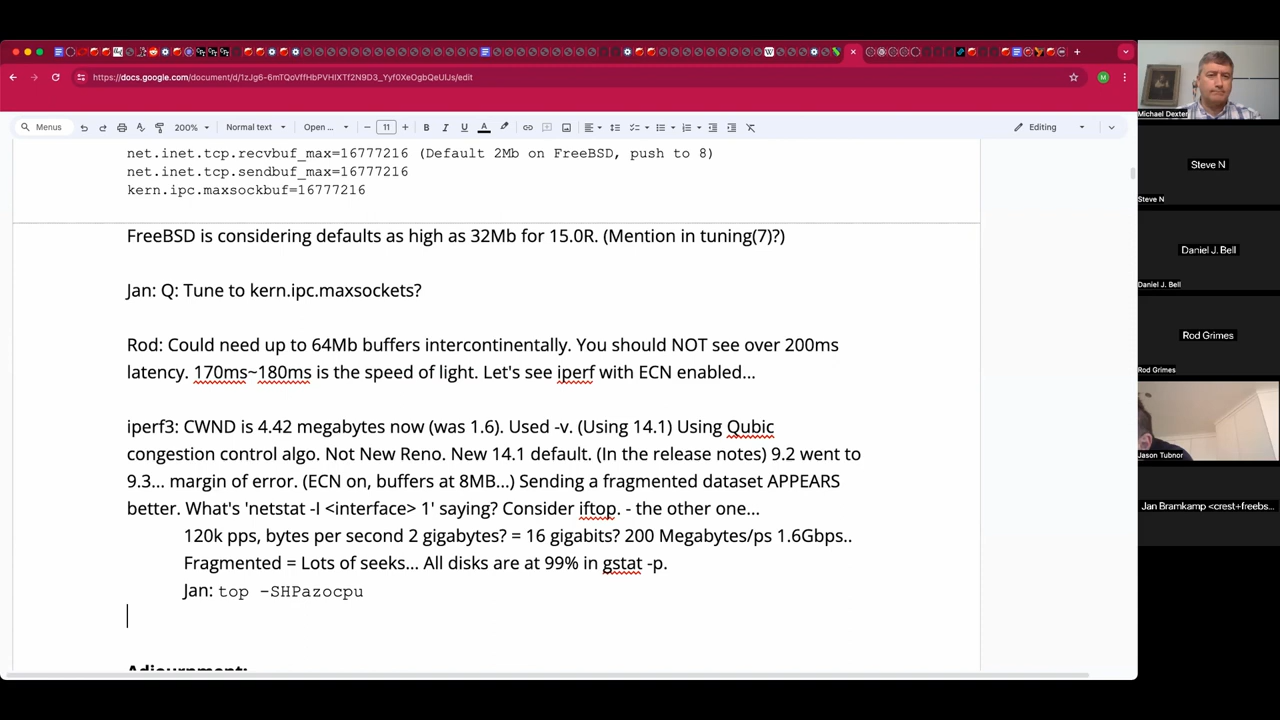 https://docs.google.com/document/d/1zJg6-6mTQoVffHbPVHIXTf2N9D3_Yyf0XeOgbQeUlJs/edit
M
Menus
200%
Normal text
Open ...
11
B
I
U
A
Editing
net.inet.tcp.recvbuf_max=16777216 (Default 2Mb on FreeBSD, push to 8)
net.inet.tcp.sendbuf_max=16777216
kern.ipc.maxsockbuf=16777216
FreeBSD is considering defaults as high as 32Mb for 15.0R. (Mention in tuning(7)?)
Jan: Q: Tune to kern.ipc.maxsockets?
Rod: Could need up to 64Mb buffers intercontinentally. You should NOT see over 200ms
latency. 170ms~180ms is the speed of light. Let's see iperf with ECN enabled...
iperf3: CWND is 4.42 megabytes now (was 1.6). Used -v. (Using 14.1) Using Qubic
congestion control algo. Not New Reno. New 14.1 default. (In the release notes) 9.2 went to
9.3... margin of error. (ECN on, buffers at 8MB...) Sending a fragmented dataset APPEARS
better. What's 'netstat -I <interface> 1' saying? Consider iftop. - the other one...
120k pps, bytes per second 2 gigabytes? = 16 gigabits? 200 Megabytes/ps 1.6Gbps..
Fragmented = Lots of seeks... All disks are at 99% in gstat -p.
Jan: top -SHPazocpu
Adjournment:
Michael Dexter
Steve N
Steve N
Daniel J. Bell
Daniel J. Bell
Rod Grimes
Rod Grimes
Jason Tubnor
Jan Bramkamp <crest+freebs...